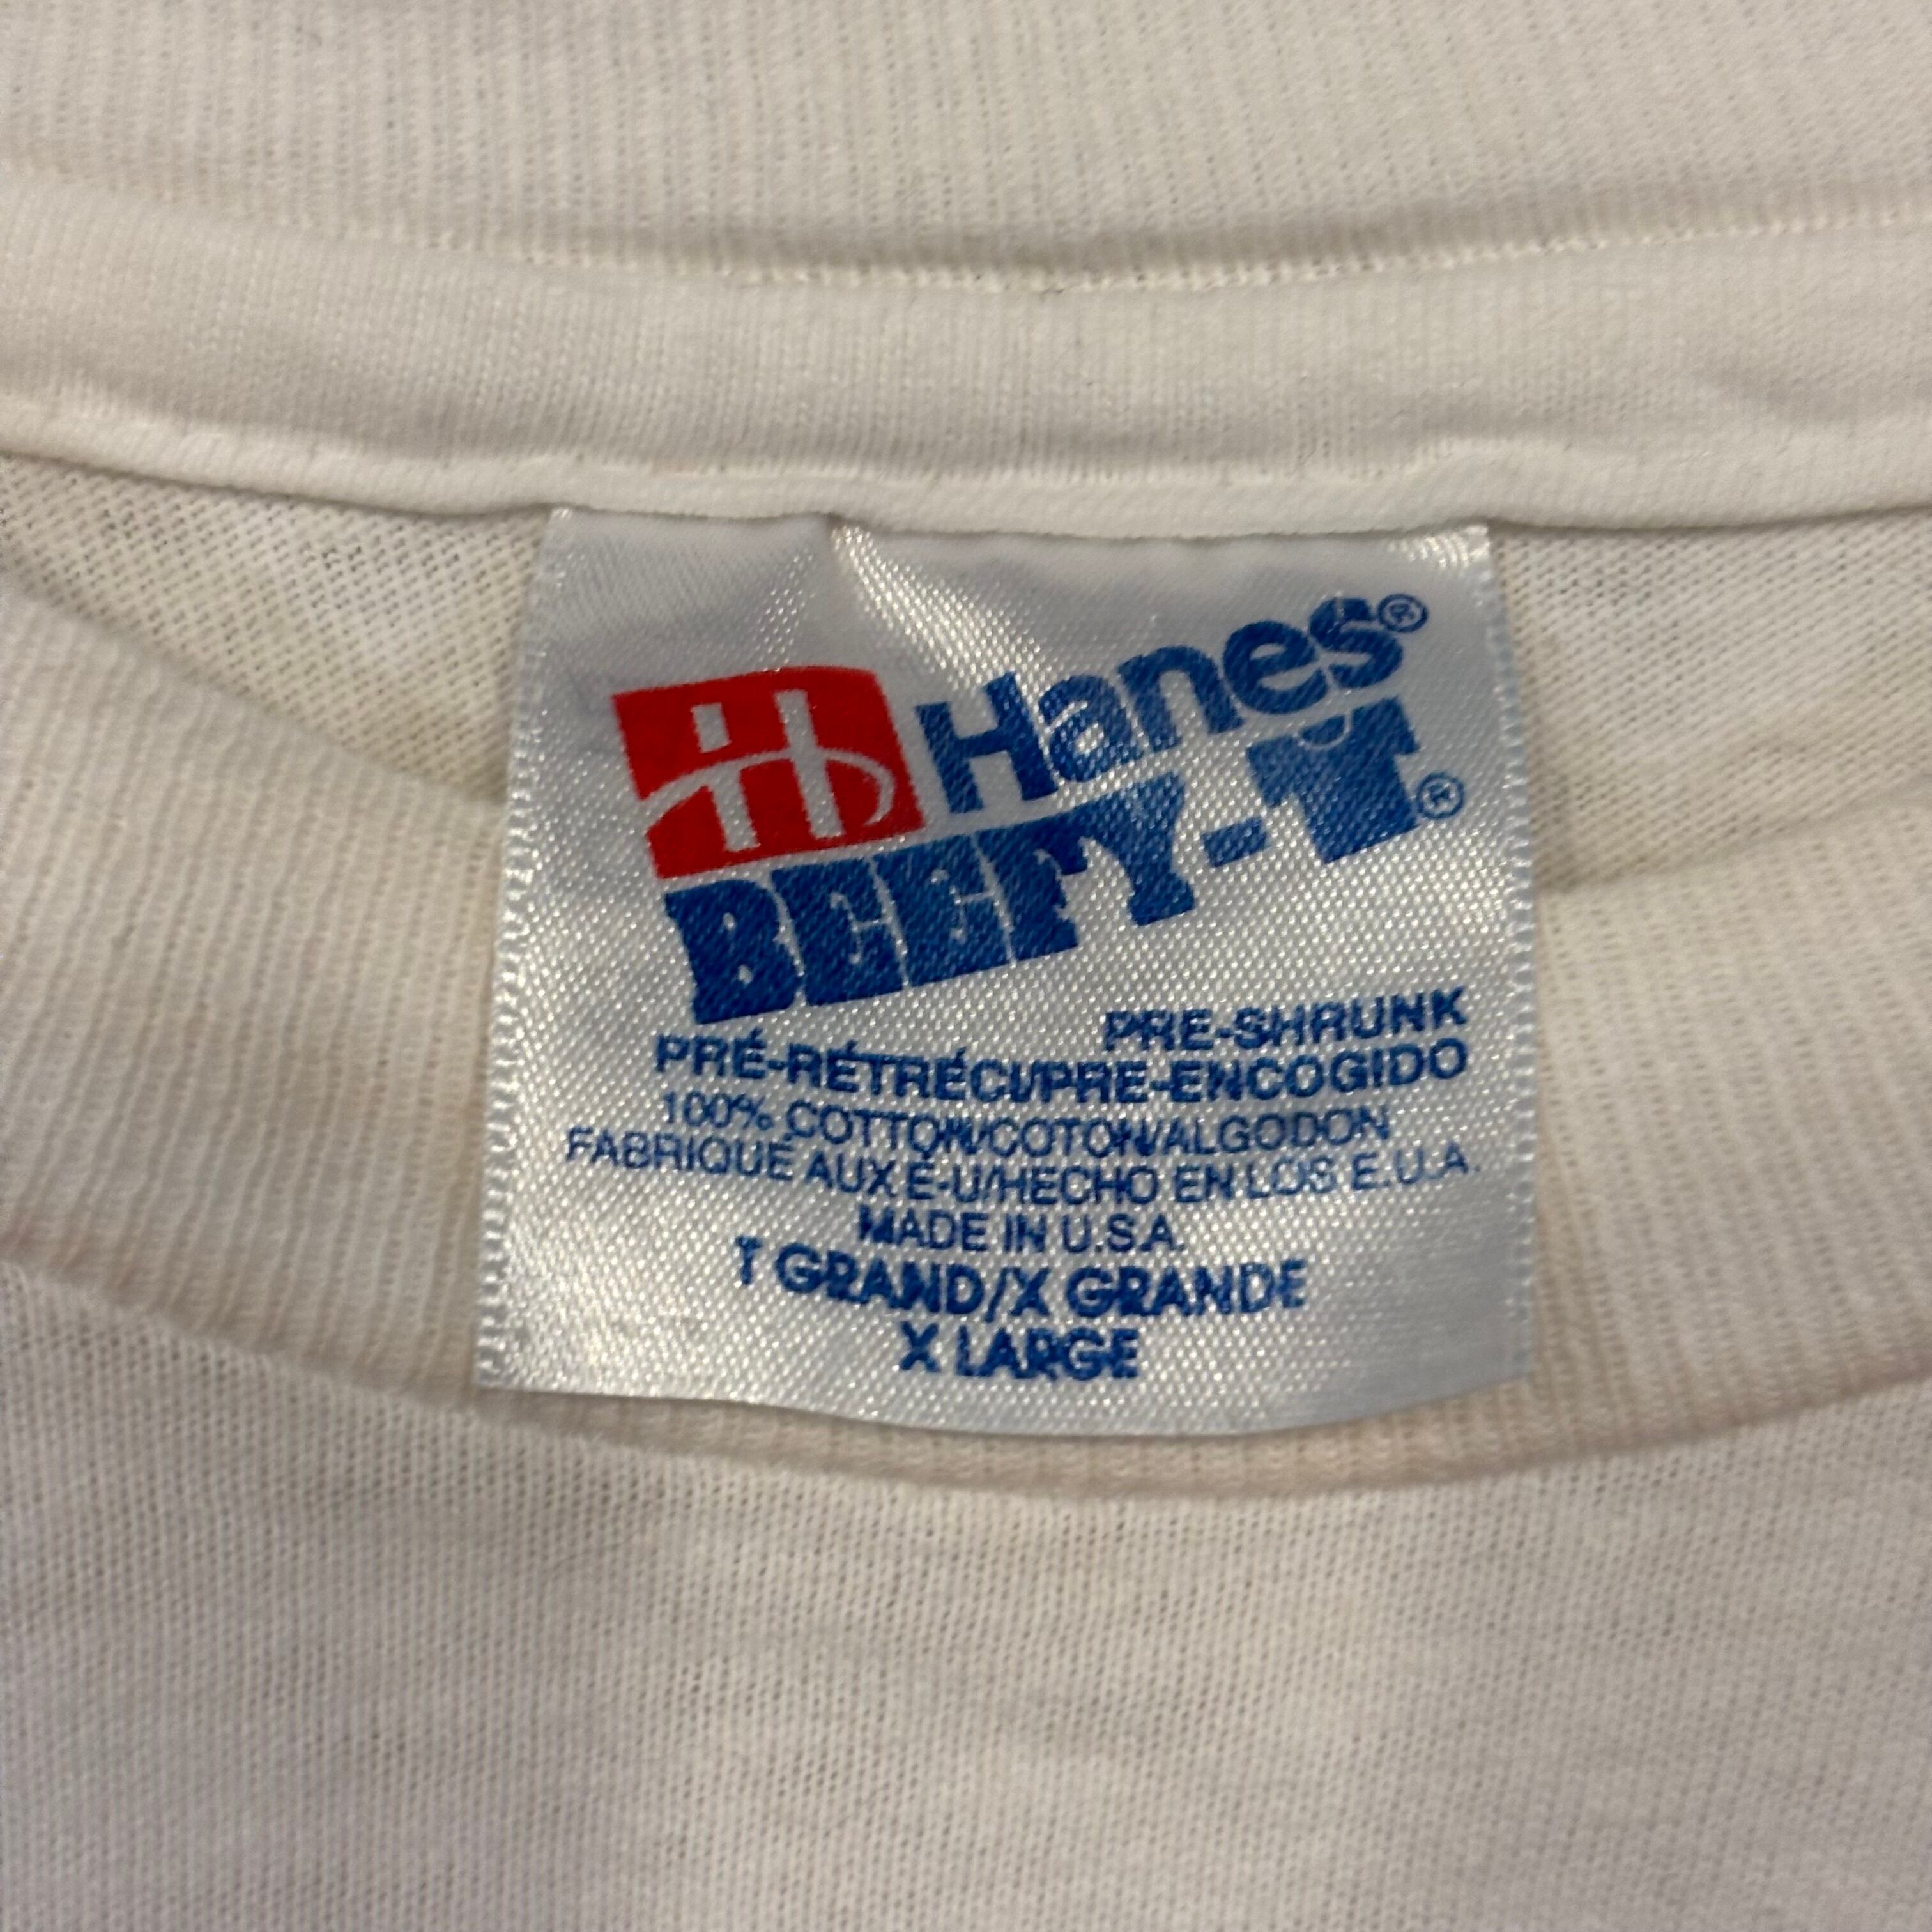 Hanes®
BEEFY-T®
PRE-SHRUNK
PRÉ-RÉTRÉCI/PRE-ENCOGIDO
100% COTTON/COTON/ALGODON
FABRIQUÉ AUX É-U/HECHO EN LOS E.U.A.
MADE IN U.S.A.
T GRAND/X GRANDE
X LARGE